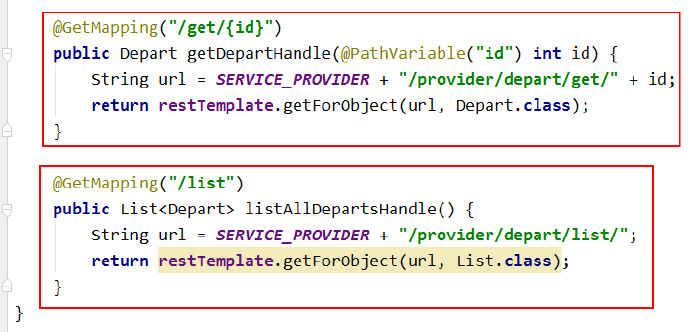 @GetMapping("/get/{id}")
public Depart getDepartHandle(@PathVariable("id") int id) {
    String url = SERVICE_PROVIDER + "/provider/depart/get/" + id;
    return restTemplate.getForObject(url, Depart.class);
}
@GetMapping("/list")
public List<Depart> listAllDepartsHandle() {
    String url = SERVICE_PROVIDER + "/provider/depart/list/";
    return restTemplate.getForObject(url, List.class);
}
}